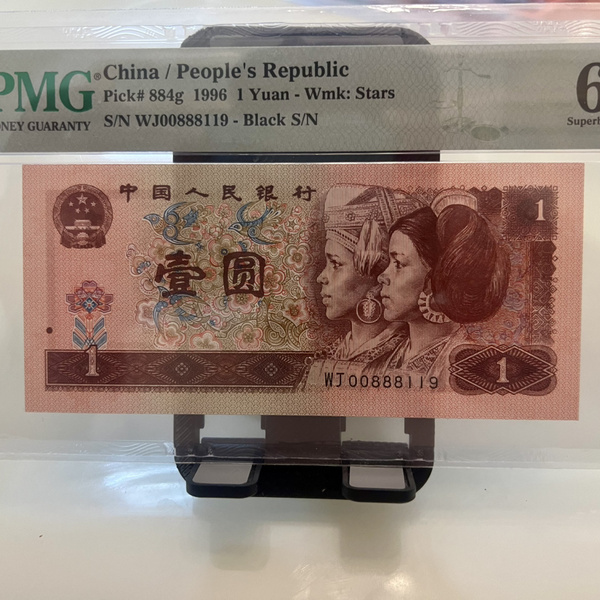 PMG® China / People's Republic
Pick# 884g 1996 1 Yuan - Wmk: Stars
ONEY GUARANTY S/N WJ00888119 - Black S/N
6
Superb
中国人民银行
1
壹圆
1
WJ00888119
1